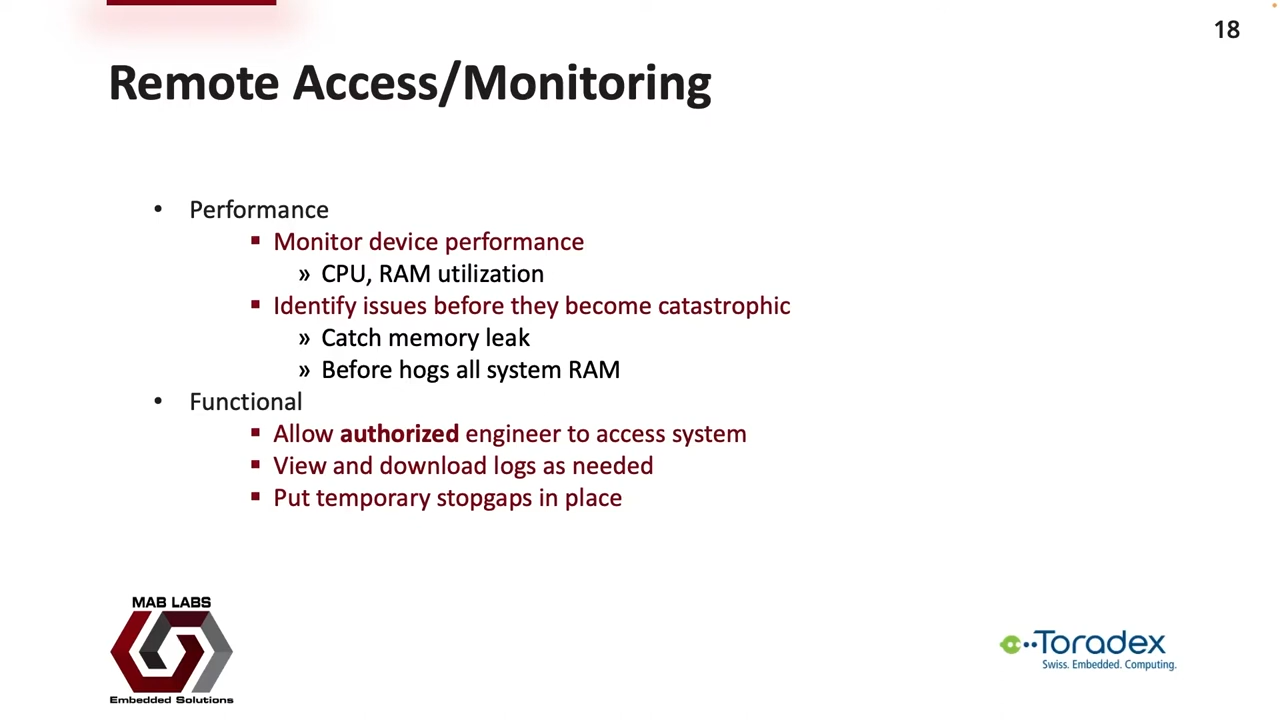 18
Remote Access/Monitoring
• Performance
▪ Monitor device performance
» CPU, RAM utilization
▪ Identify issues before they become catastrophic
» Catch memory leak
» Before hogs all system RAM
• Functional
▪ Allow authorized engineer to access system
▪ View and download logs as needed
▪ Put temporary stopgaps in place
MAB LABS
Embedded Solutions
Toradex
Swiss. Embedded. Computing.